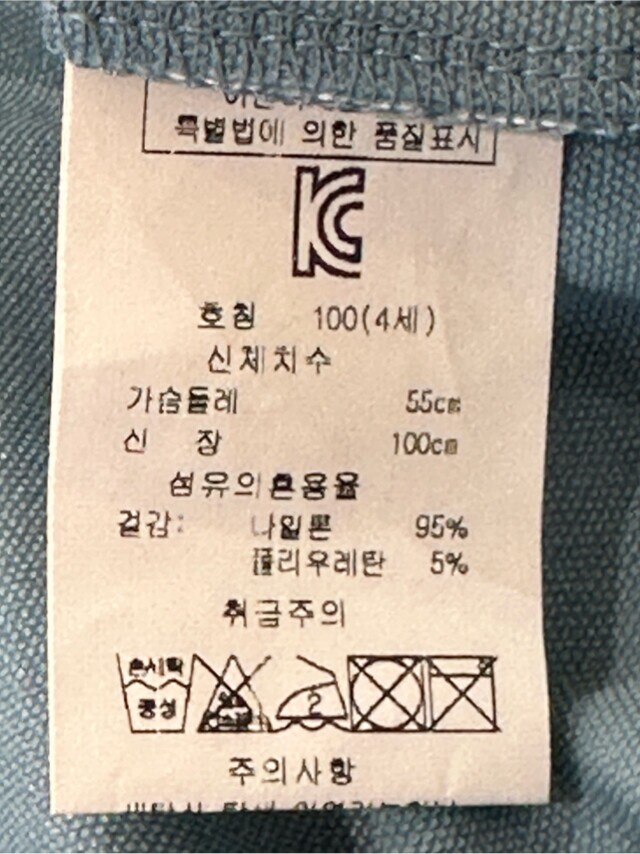 특별법에 의한 품질표시
KC
호칭 100(4세)
신체치수
가슴둘레 55cm
신 장 100cm
섬유의혼용율
겉감: 나일론 95%
폴리우레탄 5%
취급주의
손세탁
중성
2
주의사항